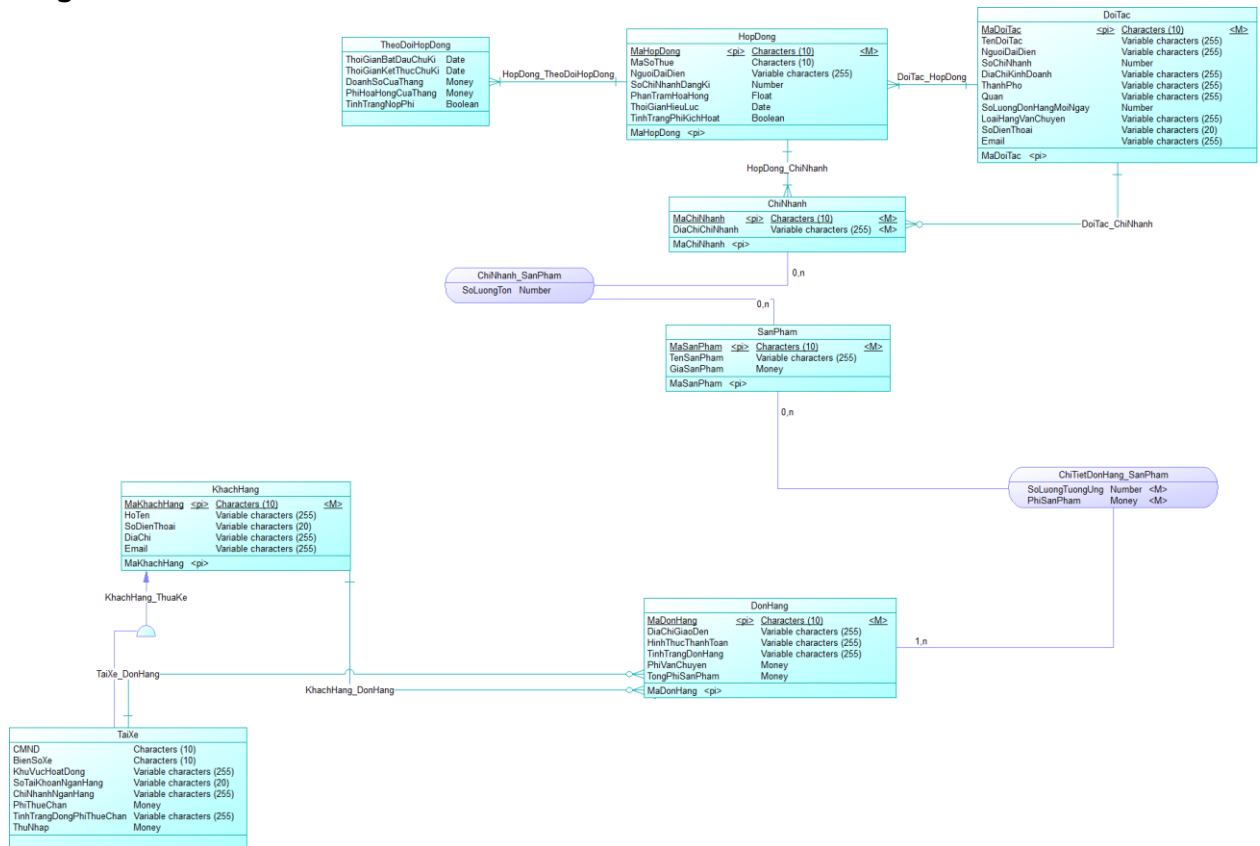 TheoDoiHopDong
ThoiGianBatDauChuKi Date
ThoiGianKetThucChuKi Date
DoanhSoCuaThang Money
PhiHoaHongCuaThang Money
TinhTrangNopPhi Boolean
HopDong_TheoDoiHopDong
HopDong
MaHopDong <pi> Characters (10) <M>
MaSoThue Characters (10)
NguoiDaiDien Variable characters (255)
SoChiNhanhDangKi Number
PhanTramHoaHong Float
ThoiGianHieuLuc Date
TinhTrangPhiKichHoat Boolean
MaHopDong <pi>
DoiTac_HopDong
DoiTac
MaDoiTac <pi> Characters (10) <M>
TenDoiTac Variable characters (255)
NguoiDaiDien Variable characters (255)
SoChiNhanh Number
DiaChiKinhDoanh Variable characters (255)
ThanhPho Variable characters (255)
Quan Variable characters (255)
SoLuongDonHangMoiNgay Number
LoaiHangVanChuyen Variable characters (255)
SoDienThoai Variable characters (20)
Email Variable characters (255)
MaDoiTac <pi>
HopDong_ChiNhanh
ChiNhanh
MaChiNhanh <pi> Characters (10) <M>
DiaChiChiNhanh Variable characters (255) <M>
MaChiNhanh <pi>
DoiTac_ChiNhanh
0,n
ChiNhanh_SanPham
SoLuongTon Number
0,n
SanPham
MaSanPham <pi> Characters (10) <M>
TenSanPham Variable characters (255)
GiaSanPham Money
MaSanPham <pi>
0,n
ChiTietDonHang_SanPham
SoLuongTuongUng Number <M>
PhiSanPham Money <M>
KhachHang
MaKhachHang <pi> Characters (10) <M>
HoTen Variable characters (255)
SoDienThoai Variable characters (20)
DiaChi Variable characters (255)
Email Variable characters (255)
MaKhachHang <pi>
KhachHang_ThuaKe
DonHang
MaDonHang <pi> Characters (10) <M>
DiaChiGiaoDen Variable characters (255)
HinhThucThanhToan Variable characters (255)
TinhTrangDonHang Variable characters (255)
PhiVanChuyen Money
TongPhiSanPham Money
MaDonHang <pi>
1,n
TaiXe_DonHang
KhachHang_DonHang
TaiXe
CMND Characters (10)
BienSoXe Characters (10)
KhuVucHoatDong Variable characters (255)
SoTaiKhoanNganHang Variable characters (20)
ChiNhanhNganHang Variable characters (255)
PhiThueChan Money
TinhTrangDongPhiThueChan Variable characters (255)
ThuNhap Money